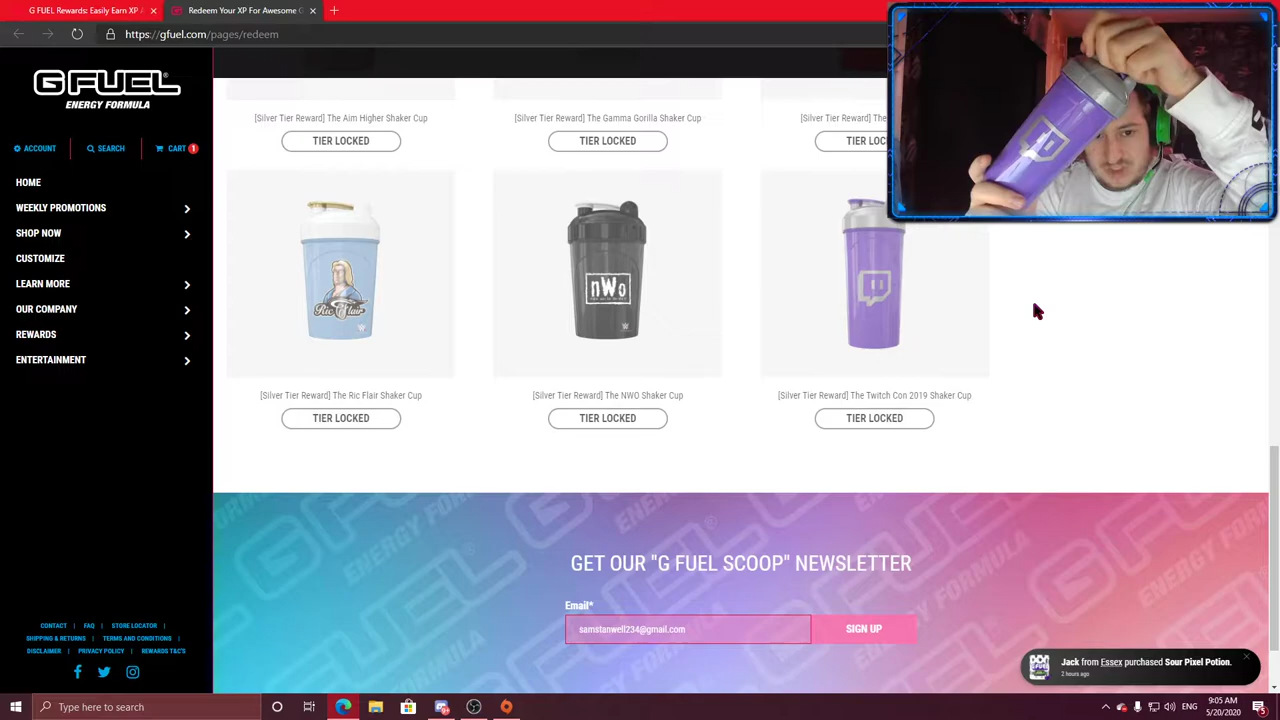 G FUEL Rewards: Easily Earn XP A
Redeem Your XP For Awesome G
https://gfuel.com/pages/redeem
G FUEL
ENERGY FORMULA
ACCOUNT
SEARCH
CART 1
HOME
WEEKLY PROMOTIONS
SHOP NOW
CUSTOMIZE
LEARN MORE
OUR COMPANY
REWARDS
ENTERTAINMENT
CONTACT | FAQ | STORE LOCATOR |
SHIPPING & RETURNS | TERMS AND CONDITIONS |
DISCLAIMER | PRIVACY POLICY | REWARDS T&C'S
[Silver Tier Reward] The Aim Higher Shaker Cup
TIER LOCKED
[Silver Tier Reward] The Gamma Gorilla Shaker Cup
TIER LOCKED
[Silver Tier Reward] The
TIER LOCKED
Ric Flair
[Silver Tier Reward] The Ric Flair Shaker Cup
TIER LOCKED
nWo
[Silver Tier Reward] The NWO Shaker Cup
TIER LOCKED
[Silver Tier Reward] The Twitch Con 2019 Shaker Cup
TIER LOCKED
GET OUR "G FUEL SCOOP" NEWSLETTER
Email*
samstanwell234@gmail.com
SIGN UP
Jack from Essex purchased Sour Pixel Potion.
2 hours ago
Type here to search
9:05 AM
5/20/2020
5